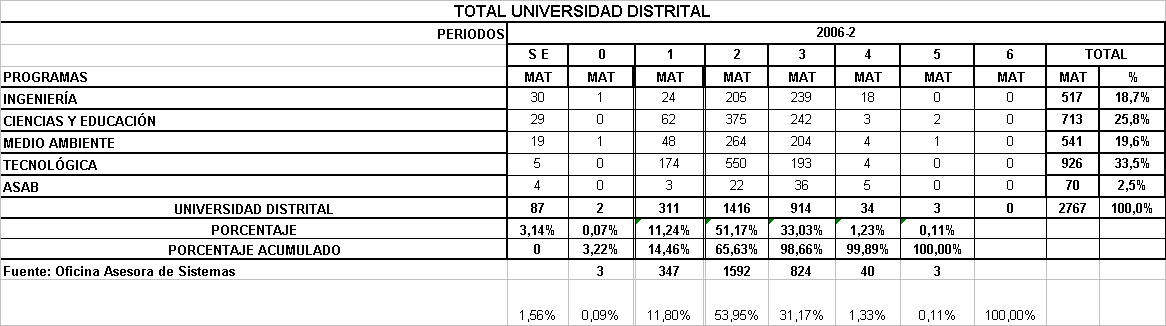 TOTAL UNIVERSIDAD DISTRITAL
PERIODOS 2006-2
S E 0 1 2 3 4 5 6 TOTAL
PROGRAMAS MAT MAT MAT MAT MAT MAT MAT MAT MAT %
INGENIERÍA 30 1 24 205 239 18 0 0 517 18,7%
CIENCIAS Y EDUCACIÓN 29 0 62 375 242 3 2 0 713 25,8%
MEDIO AMBIENTE 19 1 48 264 204 4 1 0 541 19,6%
TECNOLÓGICA 5 0 174 550 193 4 0 0 926 33,5%
ASAB 4 0 3 22 36 5 0 0 70 2,5%
UNIVERSIDAD DISTRITAL 87 2 311 1416 914 34 3 0 2767 100,0%
PORCENTAJE 3,14% 0,07% 11,24% 51,17% 33,03% 1,23% 0,11%
PORCENTAJE ACUMULADO 0 3,22% 14,46% 65,63% 98,66% 99,89% 100,00%
Fuente: Oficina Asesora de Sistemas 3 347 1592 824 40 3
1,56% 0,09% 11,80% 53,95% 31,17% 1,33% 0,11% 100,00%